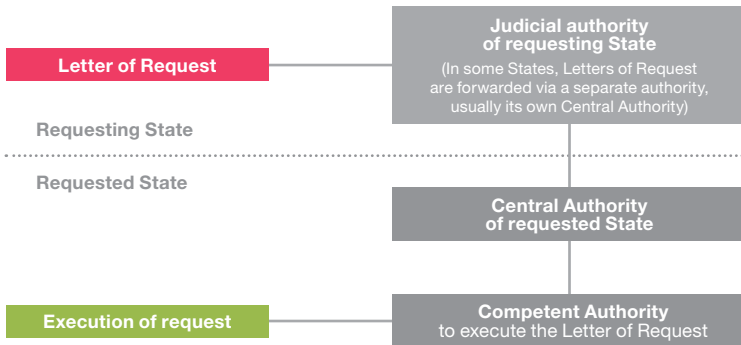 Judicial authority
of requesting State
Letter of Request
(In some States, Letters of Request
are forwarded via a separate authority,
usually its own Central Authority)
Requesting State
Requested State
Central Authority
of requested State
Competent Authority
to execute the Letter of Request
Execution of request